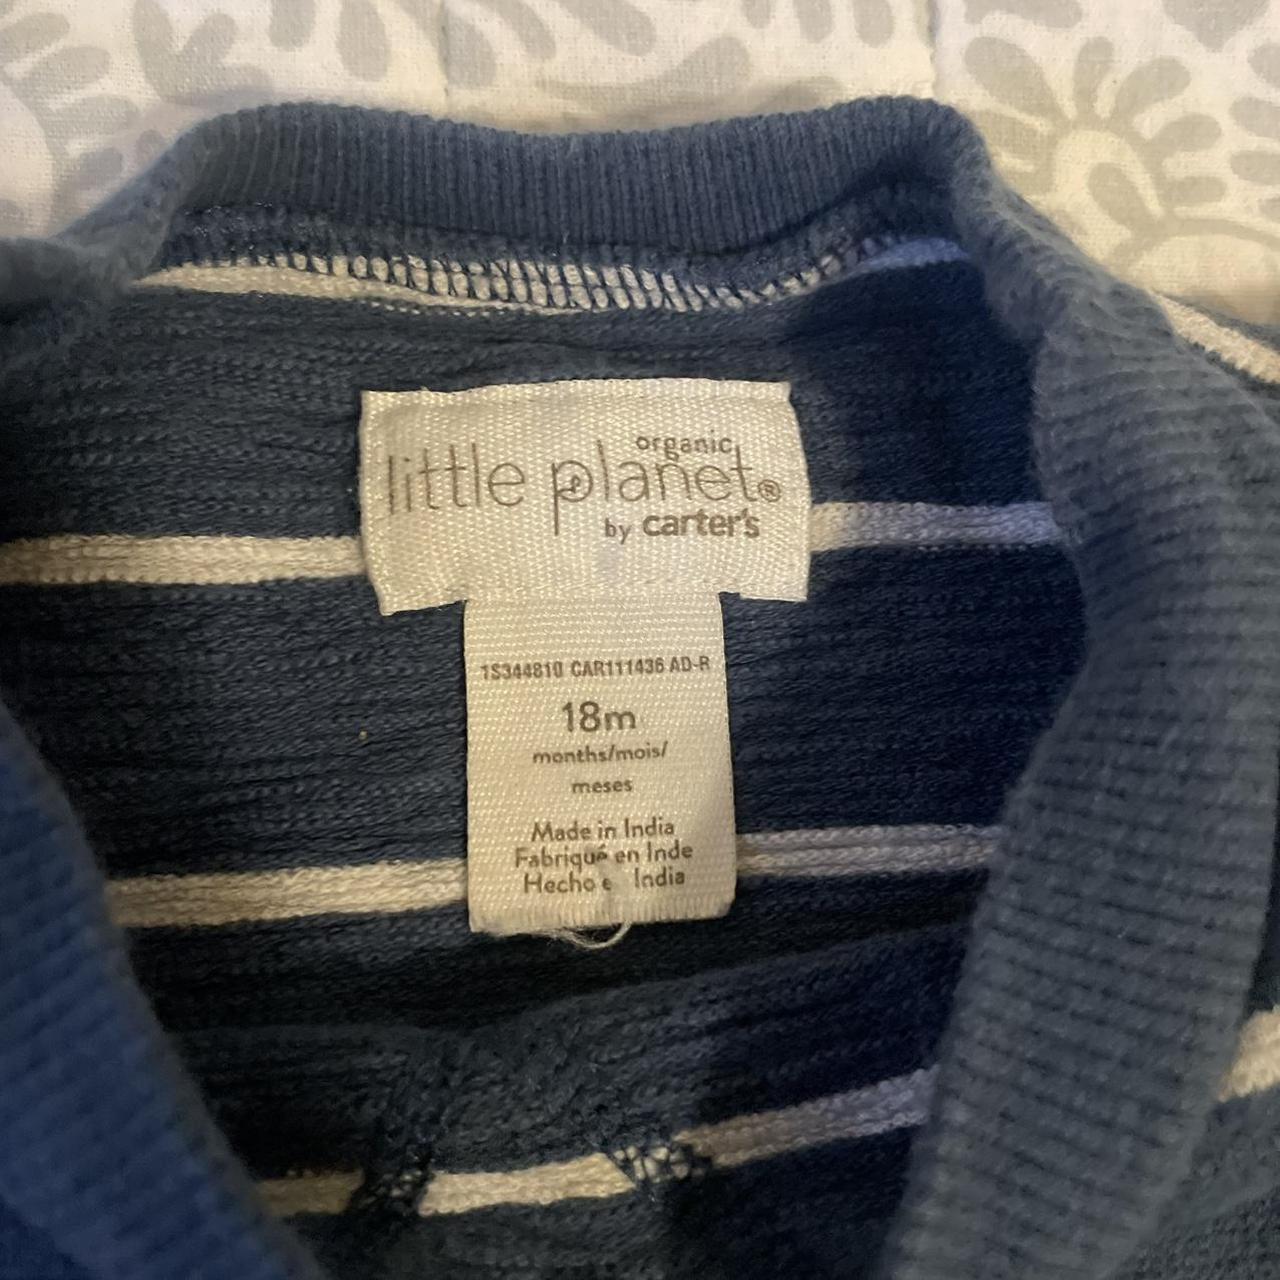 organic
little planet®
by carter's
1S344810 CAR111436 AD-R
18m
months/mois/
meses
Made in India
Fabriqué en Inde
Hecho e India